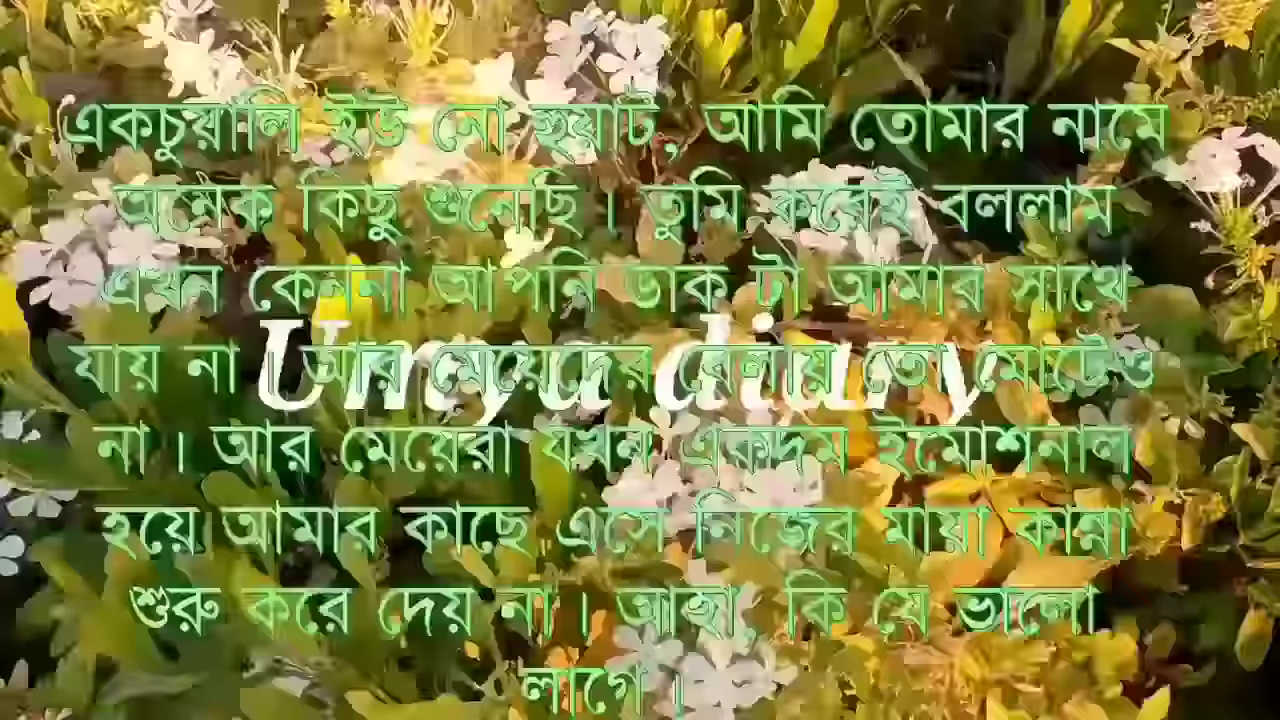 একচুয়ালি ইউ নো হুয়াট, আমি তোমার নামে
অনেক কিছু শুনেছি। তুমি করেই বললাম
এখন কেননা আপনি ডাক টা আমার সাথে
যায় না। আর মেয়েদের বেলায় তো মোটেও
না। আর মেয়েরা যখন একদম ইমোশনাল
হয়ে আমার কাছে এসে নিজের মায়া কান্না
শুরু করে দেয় না। আহা, কি যে ভালো
লাগে।
diary